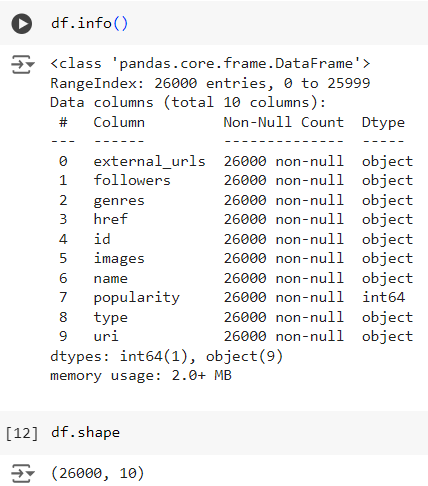 df.info()
<class 'pandas.core.frame.DataFrame'>
RangeIndex: 26000 entries, 0 to 25999
Data columns (total 10 columns):
 #   Column         Non-Null Count  Dtype
---  ------         --------------  -----
 0   external_urls  26000 non-null  object
 1   followers      26000 non-null  object
 2   genres         26000 non-null  object
 3   href           26000 non-null  object
 4   id             26000 non-null  object
 5   images         26000 non-null  object
 6   name           26000 non-null  object
 7   popularity     26000 non-null  int64
 8   type           26000 non-null  object
 9   uri            26000 non-null  object
dtypes: int64(1), object(9)
memory usage: 2.0+ MB
[12] df.shape
(26000, 10)